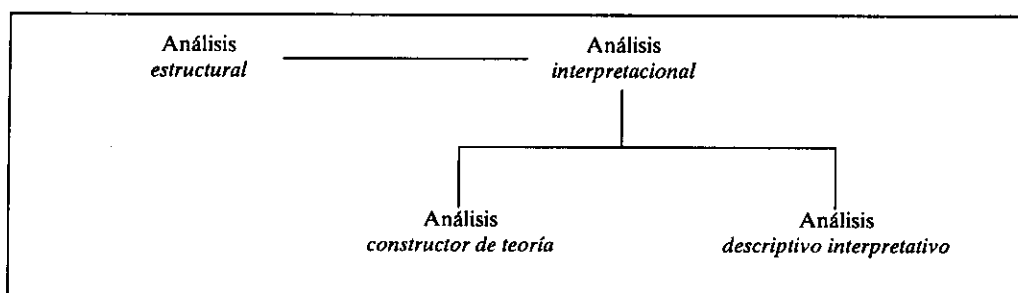 Análisis
estructural
Análisis
interpretacional
Análisis
constructor de teoría
Análisis
descriptivo interpretativo